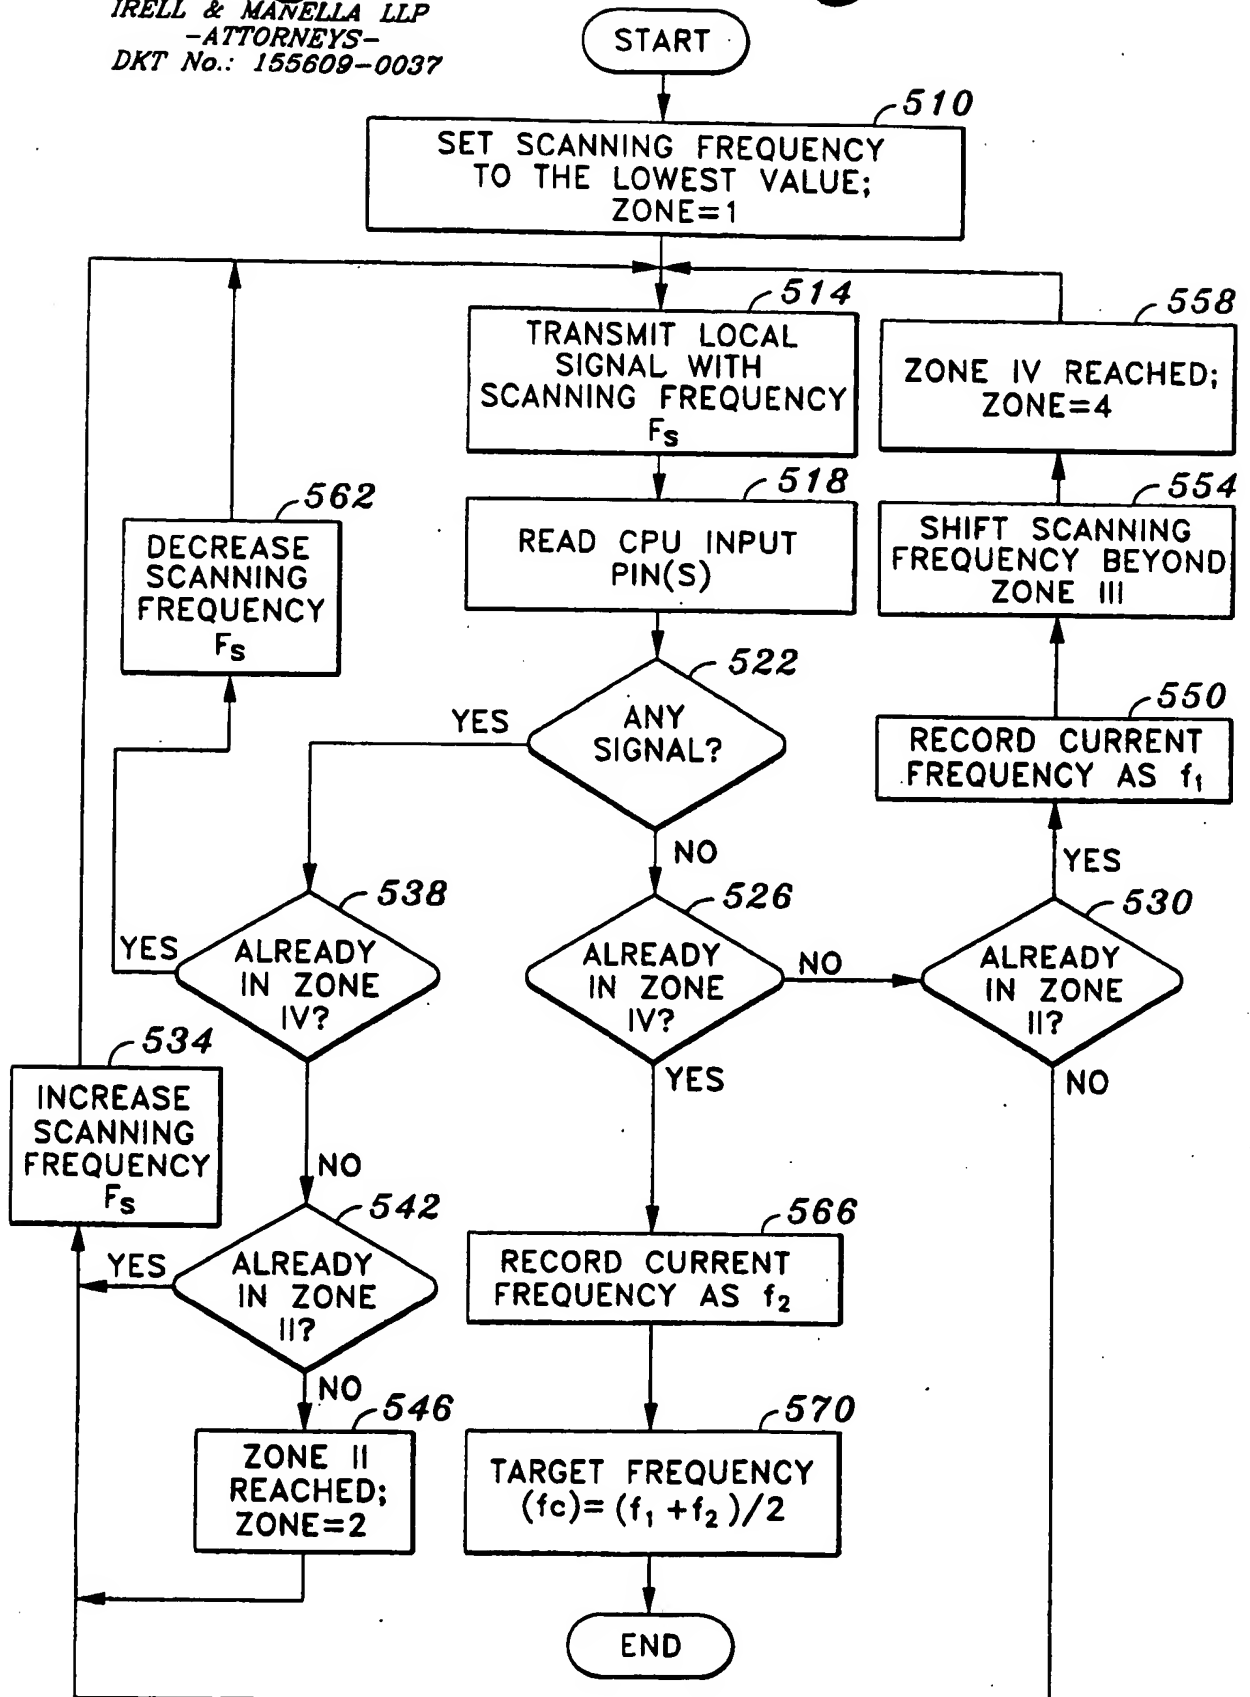 IRELL & MANELLA LLP
-ATTORNEYS-
DKT No.: 155609-0037
START
510
SET SCANNING FREQUENCY
TO THE LOWEST VALUE;
ZONE=1
514
TRANSMIT LOCAL
SIGNAL WITH
SCANNING FREQUENCY
Fs
558
ZONE IV REACHED;
ZONE=4
518
READ CPU INPUT
PIN(S)
554
SHIFT SCANNING
FREQUENCY BEYOND
ZONE III
562
DECREASE
SCANNING
FREQUENCY
Fs
522
ANY
SIGNAL?
YES
NO
550
RECORD CURRENT
FREQUENCY AS f₁
YES
538
ALREADY
IN ZONE
IV?
YES
NO
526
ALREADY
IN ZONE
IV?
NO
YES
530
ALREADY
IN ZONE
II?
NO
534
INCREASE
SCANNING
FREQUENCY
Fs
542
ALREADY
IN ZONE
II?
YES
NO
566
RECORD CURRENT
FREQUENCY AS f₂
546
ZONE II
REACHED;
ZONE=2
570
TARGET FREQUENCY
(fc)=(f₁+f₂)/2
END